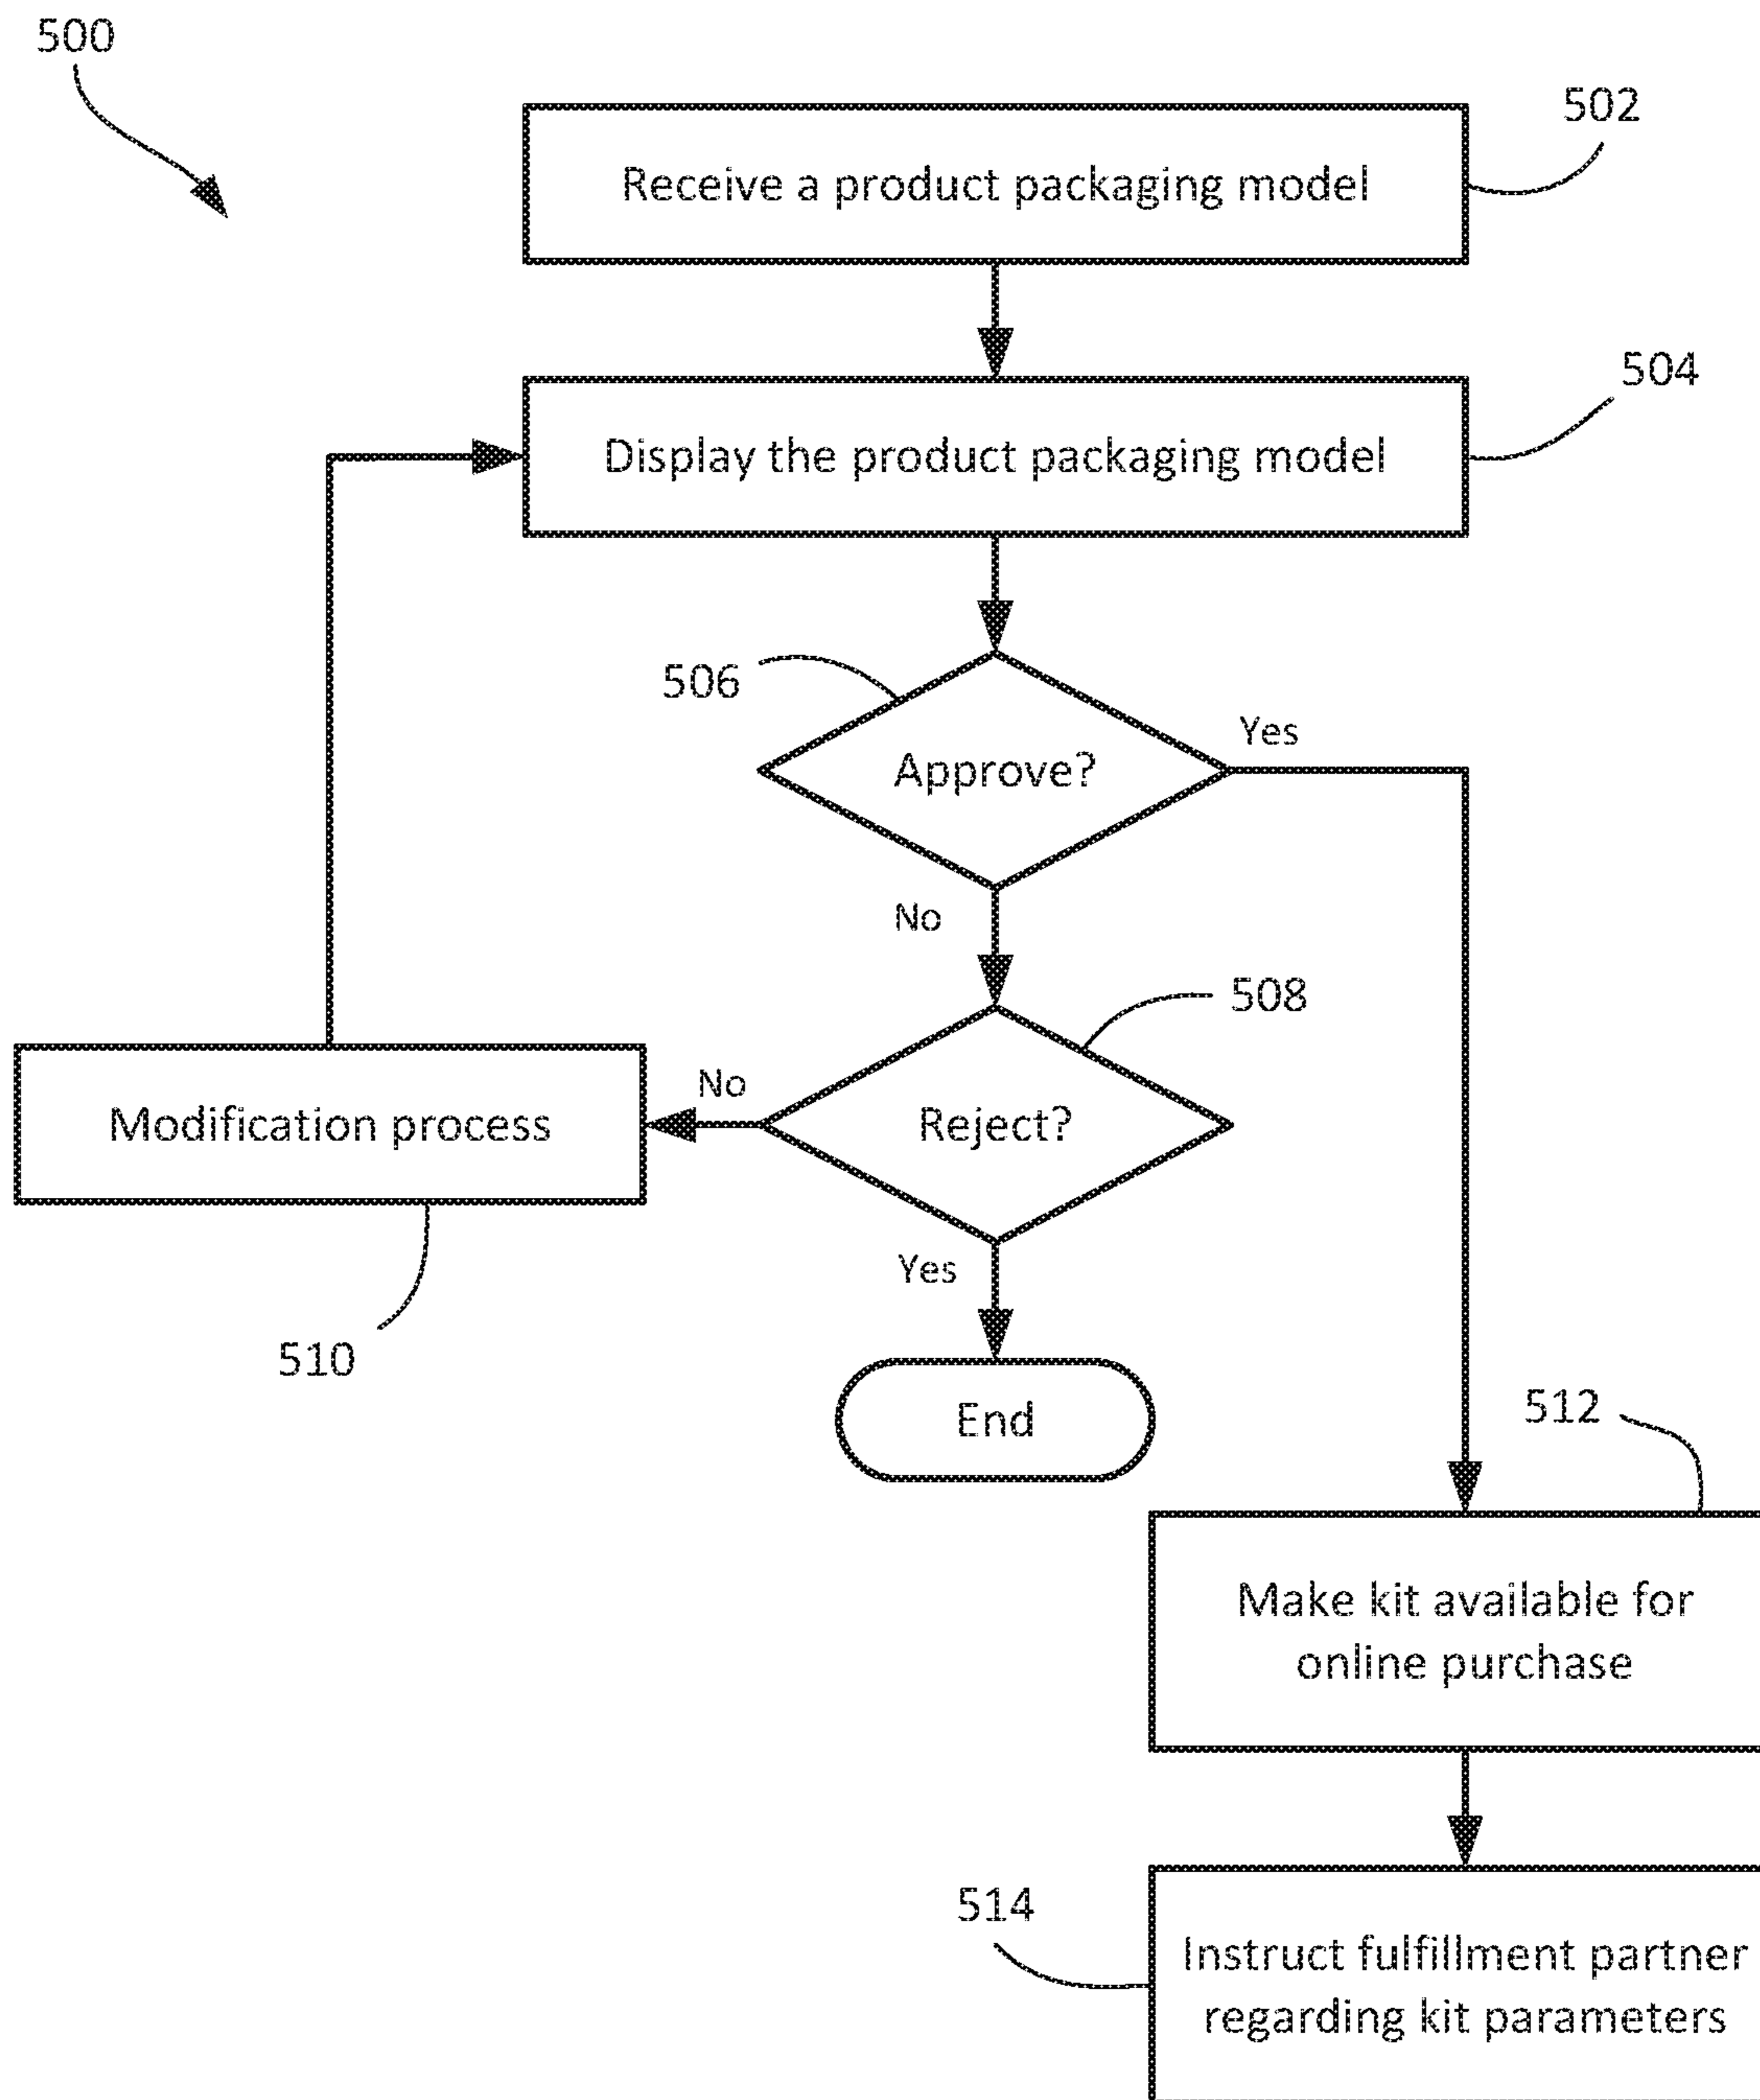 500
502
Receive a product packaging model
504
Display the product packaging model
506
Approve?
Yes
No
508
Reject?
No
Modification process
510
Yes
End
512
Make kit available for
online purchase
514
Instruct fulfillment partner
regarding kit parameters